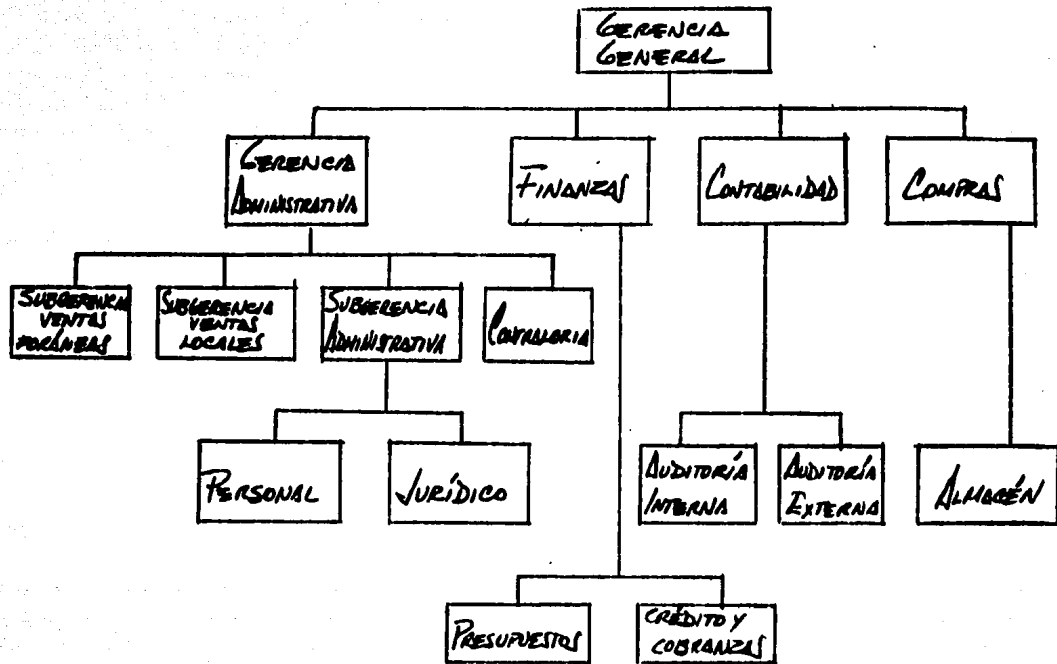 GERENCIA
GENERAL
GERENCIA
ADMINISTRATIVA
FINANZAS
CONTABILIDAD
COMPRAS
SUBGERENCIA
VENTAS
FORÁNEAS
SUBGERENCIA
VENTAS
LOCALES
SUBGERENCIA
ADMINISTRATIVA
CONTRALORIA
PERSONAL
JURÍDICO
AUDITORÍA
INTERNA
AUDITORÍA
EXTERNA
ALMACÉN
PRESUPUESTOS
CRÉDITO Y
COBRANZAS